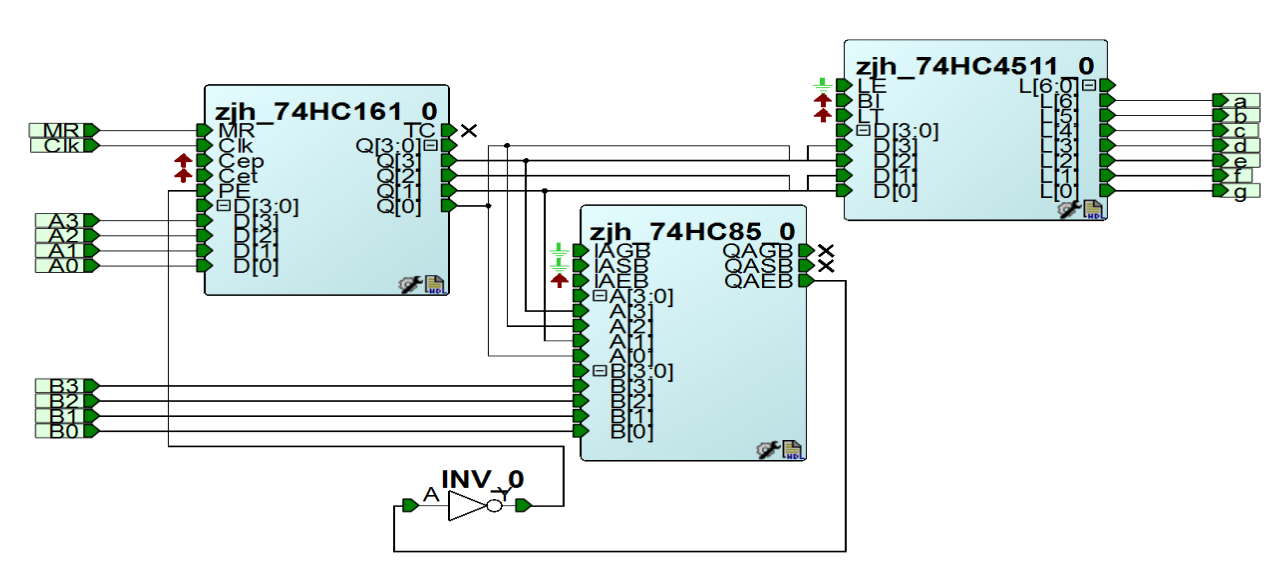 zjh_74HC161_0
MR
Clk
Cep
Cet
PE
D[3:0]
D[3]
D[2]
D[1]
D[0]
TC
Q[3:0]
Q[3]
Q[2]
Q[1]
Q[0]
HDL
MR
Clk
A3
A2
A1
A0
B3
B2
B1
B0
zjh_74HC85_0
IAGB
IASB
IAEB
A[3:0]
A[3]
A[2]
A[1]
A[0]
B[3:0]
B[3]
B[2]
B[1]
B[0]
QAGB
QASB
QAEB
HDL
INV_0
A
Y
zjh_74HC4511_0
LE
BI
LT
D[3:0]
D[3]
D[2]
D[1]
D[0]
L[6:0]
L[6]
L[5]
L[4]
L[3]
L[2]
L[1]
L[0]
HDL
a
b
c
d
e
f
g